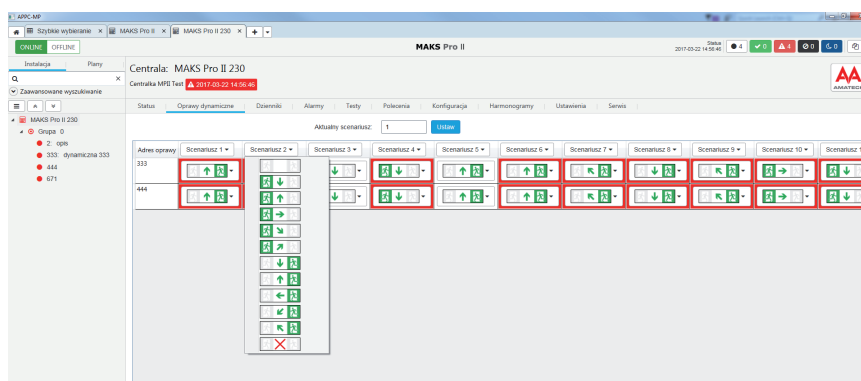 APPC-MP
Szybkie wybieranie × MAKS Pro II × MAKS Pro II 230 × +
ONLINE OFFLINE
MAKS Pro II
Status
2017-03-22 14:56:46
4 0 4 0 0
Instalacja Plany
×
Zaawansowane wyszukiwanie
MAKS Pro II 230
Grupa 0
2: opis
333: dynamiczna 333
444
671
Centrala: MAKS Pro II 230
Centralka MPII Test 2017-03-22 14:56:46
AMATECH
Status Oprawy dynamiczne Dzienniki Alarmy Testy Polecenia Konfiguracja Harmonogramy Ustawienia Serwis
Aktualny scenariusz: 1 Ustaw
Adres oprawy Scenariusz 1 Scenariusz 2 Scenariusz 3 Scenariusz 4 Scenariusz 5 Scenariusz 6 Scenariusz 7 Scenariusz 8 Scenariusz 9 Scenariusz 10 Scenariusz 1
333
444